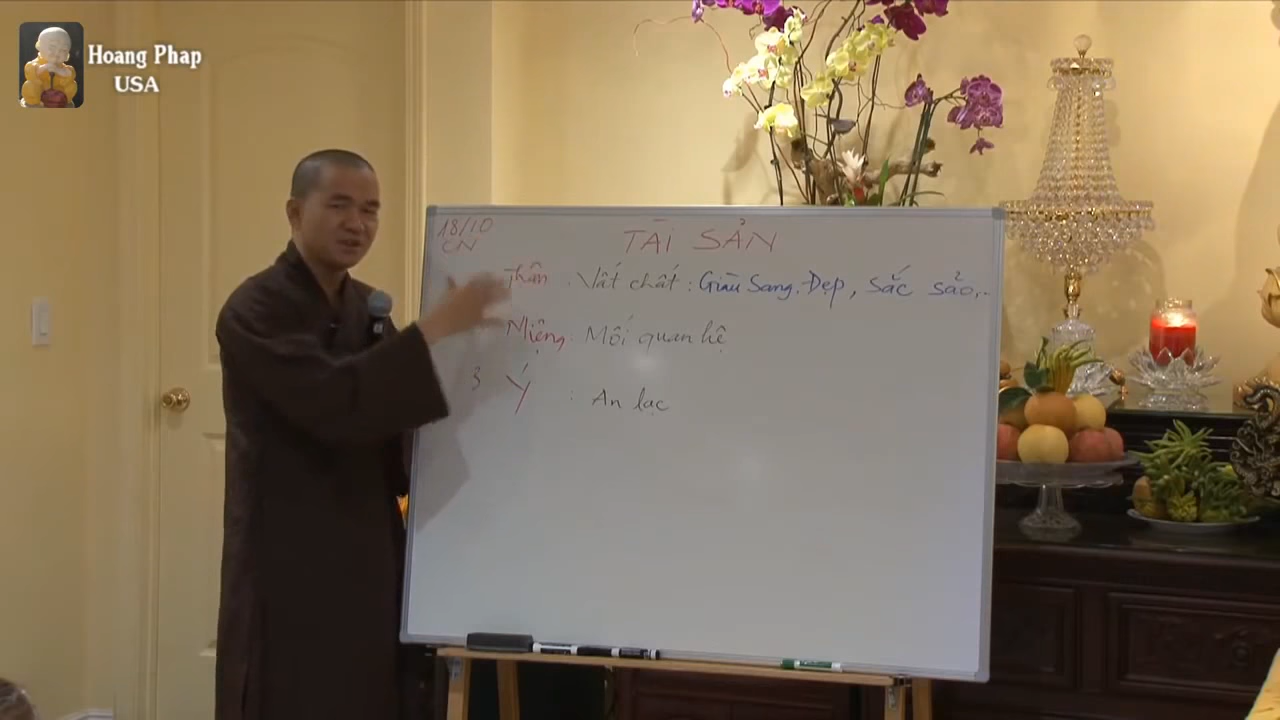 Hoang Phap
USA
18/10
CN
TÀI SẢN
Thân : Vật chất : Giàu Sang. Đẹp, sắc sảo,...
Miệng : Mối quan hệ
3 Ý : An lạc